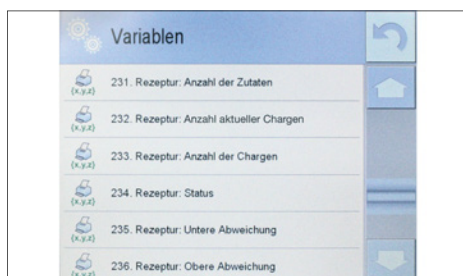 Variablen
{x,y,z} 231. Rezeptur: Anzahl der Zutaten
{x,y,z} 232. Rezeptur: Anzahl aktueller Chargen
{x,y,z} 233. Rezeptur: Anzahl der Chargen
{x,y,z} 234. Rezeptur: Status
{x,y,z} 235. Rezeptur: Untere Abweichung
{x,y,z} 236. Rezeptur: Obere Abweichung